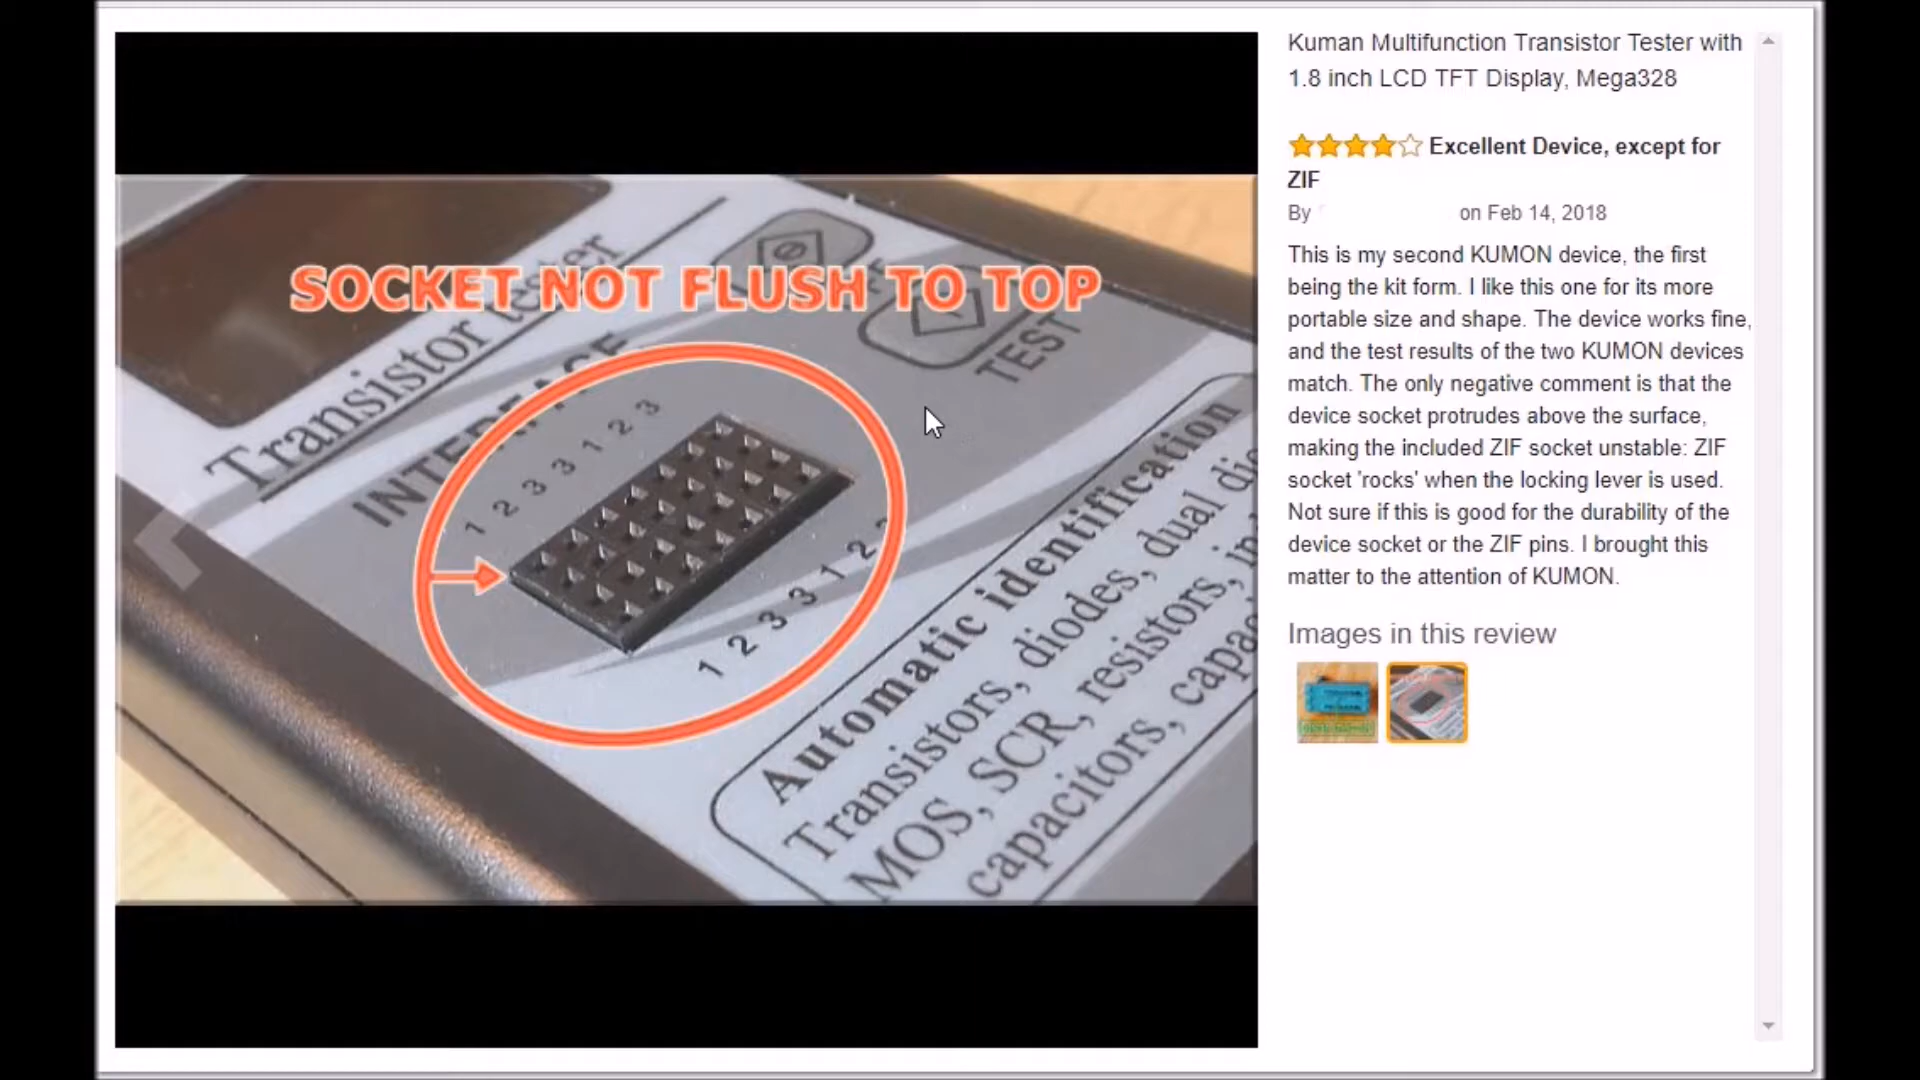 SOCKET NOT FLUSH TO TOP
Transistor tester
INTERFACE
TEST
1 2 3 3 1 2 3
1 2 3 3 1 2 3
Automatic identification
Transistors, diodes, dual
MOS, SCR, resistors,
capacitors,
Kuman Multifunction Transistor Tester with
1.8 inch LCD TFT Display, Mega328
Excellent Device, except for
ZIF
By on Feb 14, 2018
This is my second KUMON device, the first
being the kit form. I like this one for its more
portable size and shape. The device works fine,
and the test results of the two KUMON devices
match. The only negative comment is that the
device socket protrudes above the surface,
making the included ZIF socket unstable: ZIF
socket 'rocks' when the locking lever is used.
Not sure if this is good for the durability of the
device socket or the ZIF pins. I brought this
matter to the attention of KUMON.
Images in this review